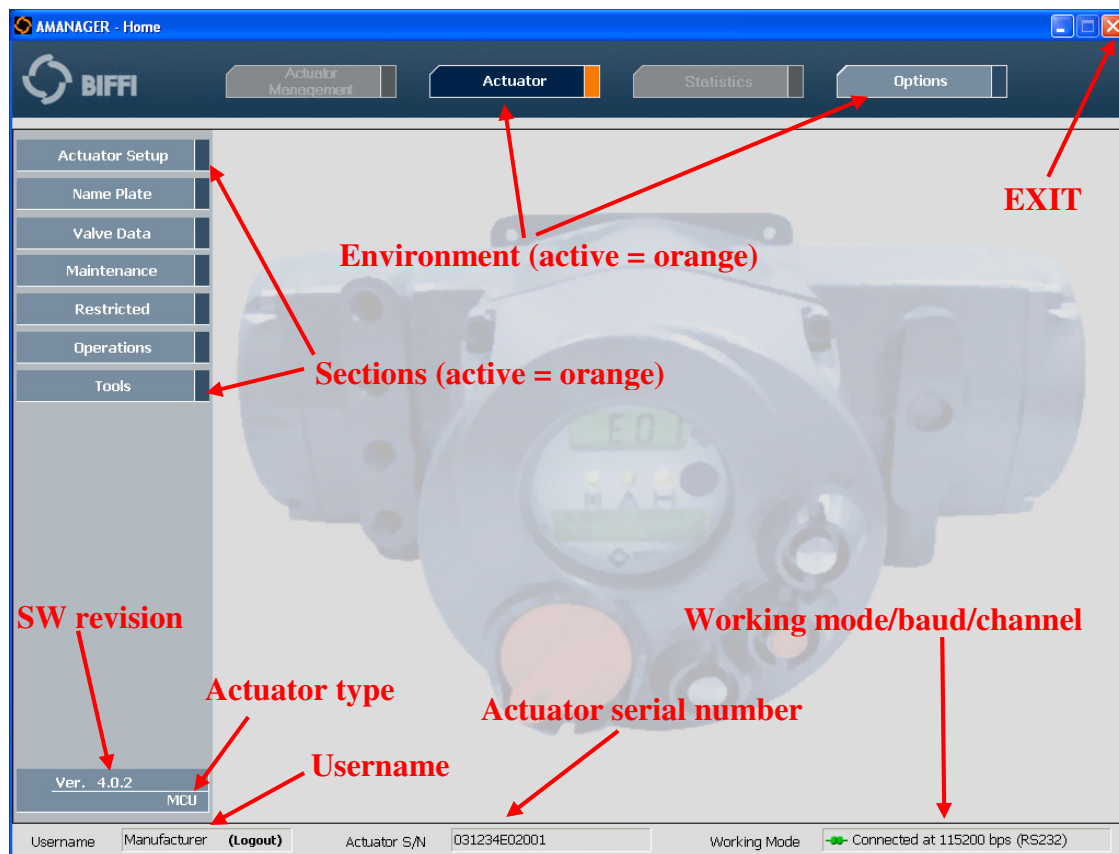 AMANAGER - Home
BIFFI
Actuator
Management
Actuator
Statistics
Options
Actuator Setup
Name Plate
Valve Data
Maintenance
Restricted
Operations
Tools
EXIT
Environment (active = orange)
Sections (active = orange)
E01
SW revision
Working mode/baud/channel
Actuator type
Actuator serial number
Username
Ver. 4.0.2
MCU
Username
Manufacturer (Logout)
Actuator S/N
031234E02001
Working Mode
Connected at 115200 bps (RS232)